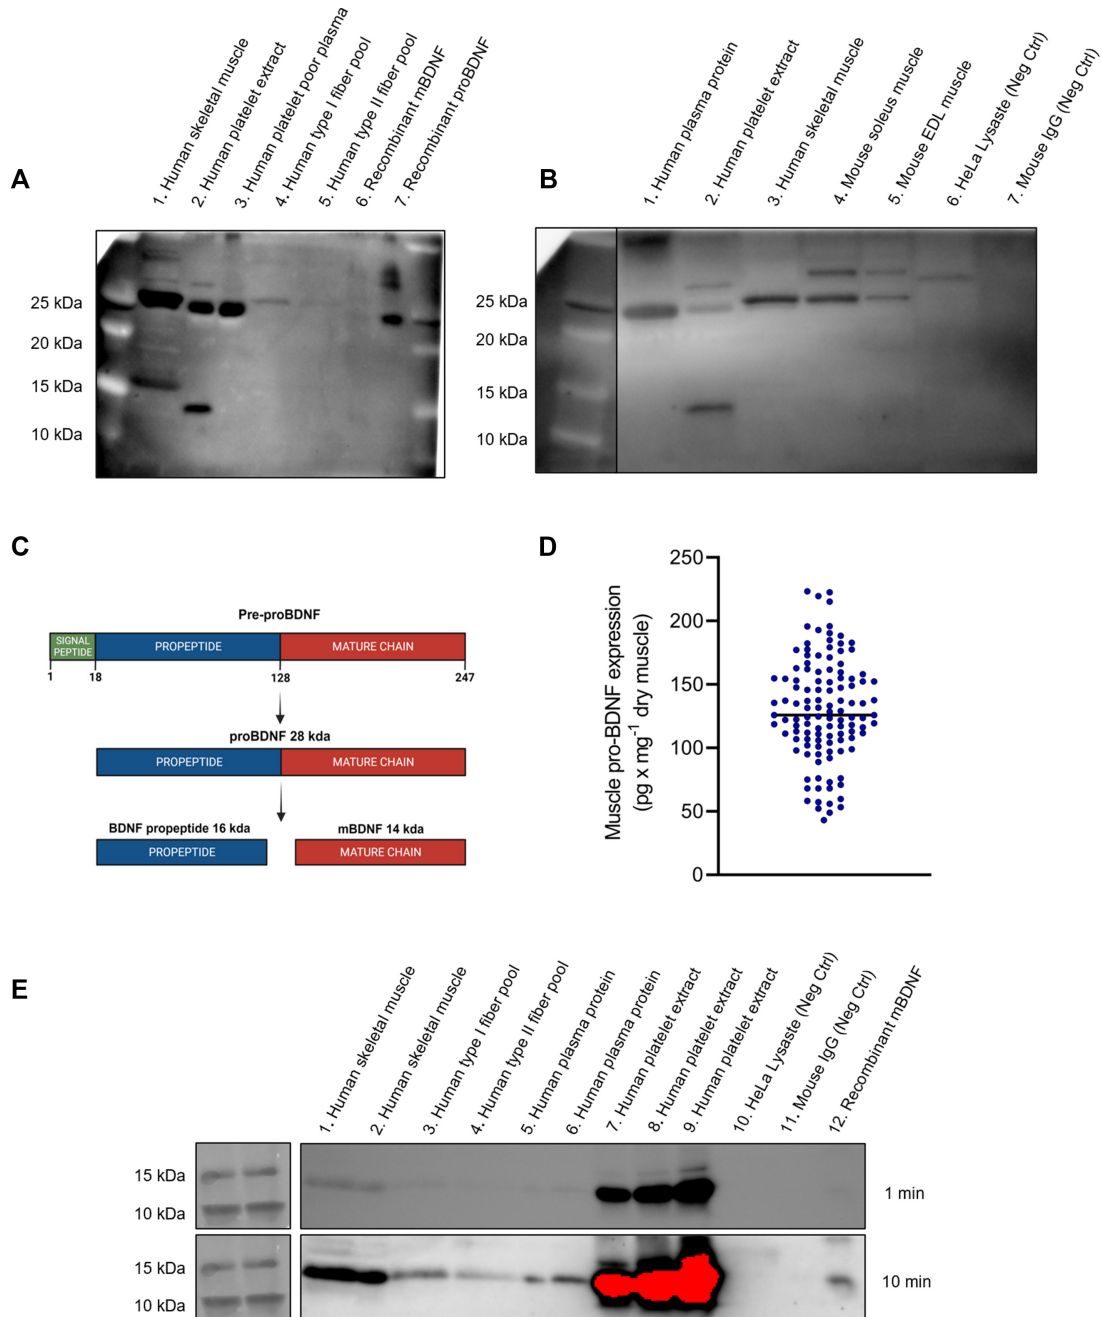 A
1. Human skeletal muscle
2. Human platelet extract
3. Human platelet poor plasma
4. Human type I fiber pool
5. Human type II fiber pool
6. Recombinant mBDNF
7. Recombinant proBDNF
25 kDa
20 kDa
15 kDa
10 kDa
B
1. Human plasma protein
2. Human platelet extract
3. Human skeletal muscle
4. Mouse soleus muscle
5. Mouse EDL muscle
6. HeLa Lysaste (Neg Ctrl)
7. Mouse IgG (Neg Ctrl)
25 kDa
20 kDa
15 kDa
10 kDa
C
Pre-proBDNF
SIGNAL
PEPTIDE
PROPEPTIDE
MATURE CHAIN
1 18 128 247
proBDNF 28 kda
PROPEPTIDE
MATURE CHAIN
BDNF propeptide 16 kda
mBDNF 14 kda
PROPEPTIDE
MATURE CHAIN
D
Muscle pro-BDNF expression
(pg x mg⁻¹ dry muscle)
250
200
150
100
50
0
E
1. Human skeletal muscle
2. Human skeletal muscle
3. Human type I fiber pool
4. Human type II fiber pool
5. Human plasma protein
6. Human plasma protein
7. Human platelet extract
8. Human platelet extract
9. Human platelet extract
10. HeLa Lysaste (Neg Ctrl)
11. Mouse IgG (Neg Ctrl)
12. Recombinant mBDNF
15 kDa
10 kDa
1 min
15 kDa
10 kDa
10 min